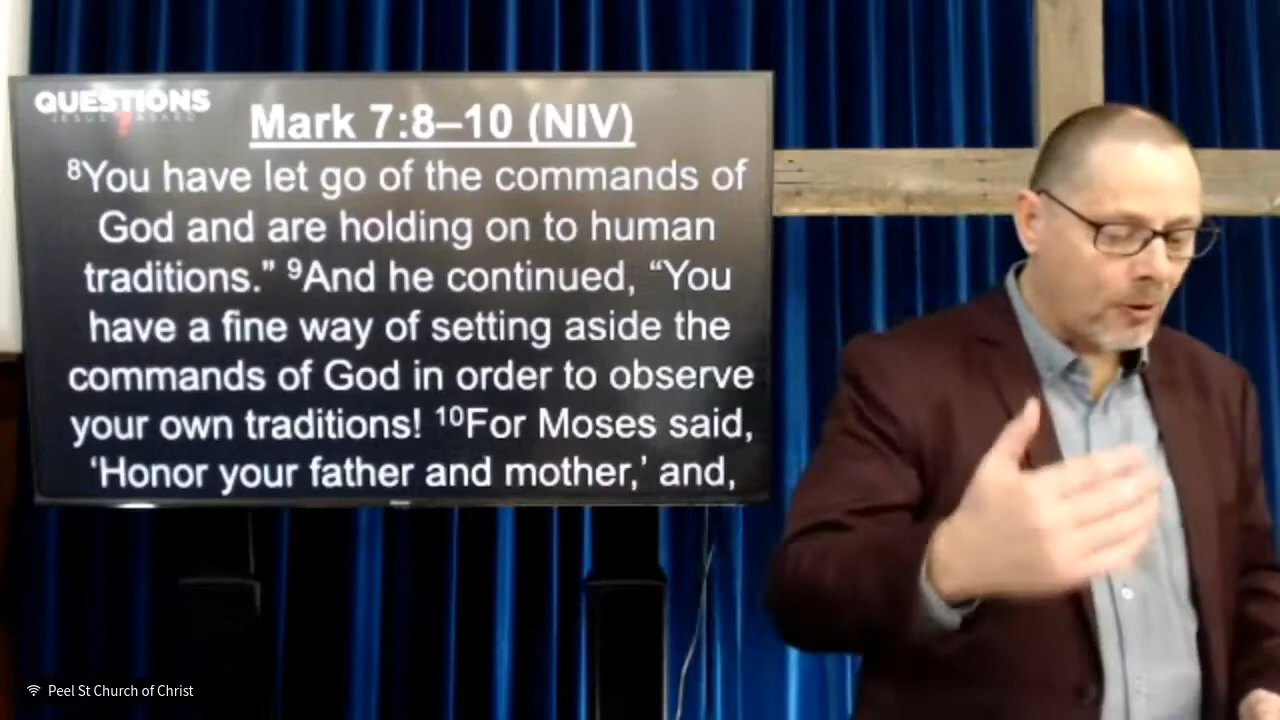 QUESTIONS
JESUS ASKED
Mark 7:8–10 (NIV)
⁸You have let go of the commands of
God and are holding on to human
traditions.” ⁹And he continued, “You
have a fine way of setting aside the
commands of God in order to observe
your own traditions! ¹⁰For Moses said,
‘Honor your father and mother,’ and,
Peel St Church of Christ